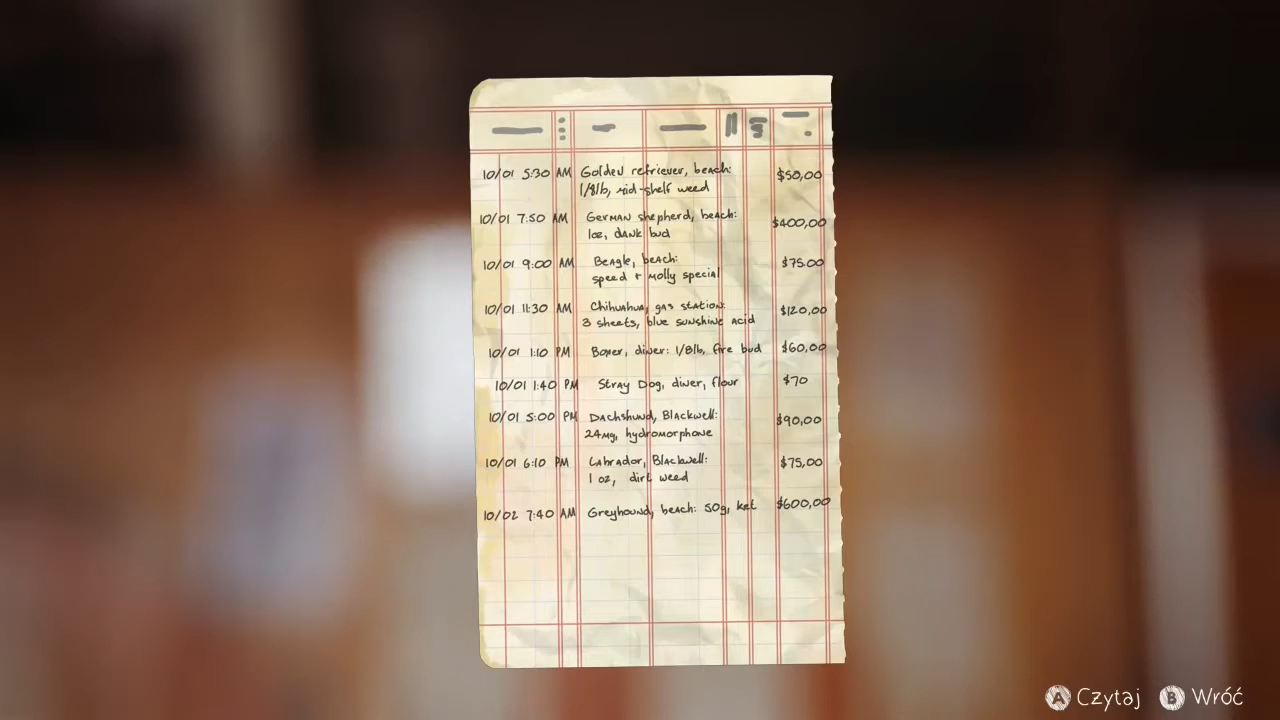 10/01 5:30 AM Golden retriever, beach: $50,00
1/8lb, mid-shelf weed
10/01 7:50 AM German shepherd, beach: $400,00
1oz, dank bud
10/01 9:00 AM Beagle, beach: $75.00
speed + Molly special
10/01 11:30 AM Chihuahua, gas station: $120,00
3 sheets, blue sunshine acid
10/01 1:10 PM Boxer, diner: 1/8lb, fire bud $60,00
10/01 1:40 PM Stray Dog, diner, flour $70
10/01 5:00 PM Dachshund, Blackwell: $90,00
24mg, hydromorphone
10/01 6:10 PM Labrador, Blackwell: $75,00
1 oz, dirt weed
10/02 7:40 AM Greyhound, beach: 50g, ket $600,00
A Czytaj B Wróć